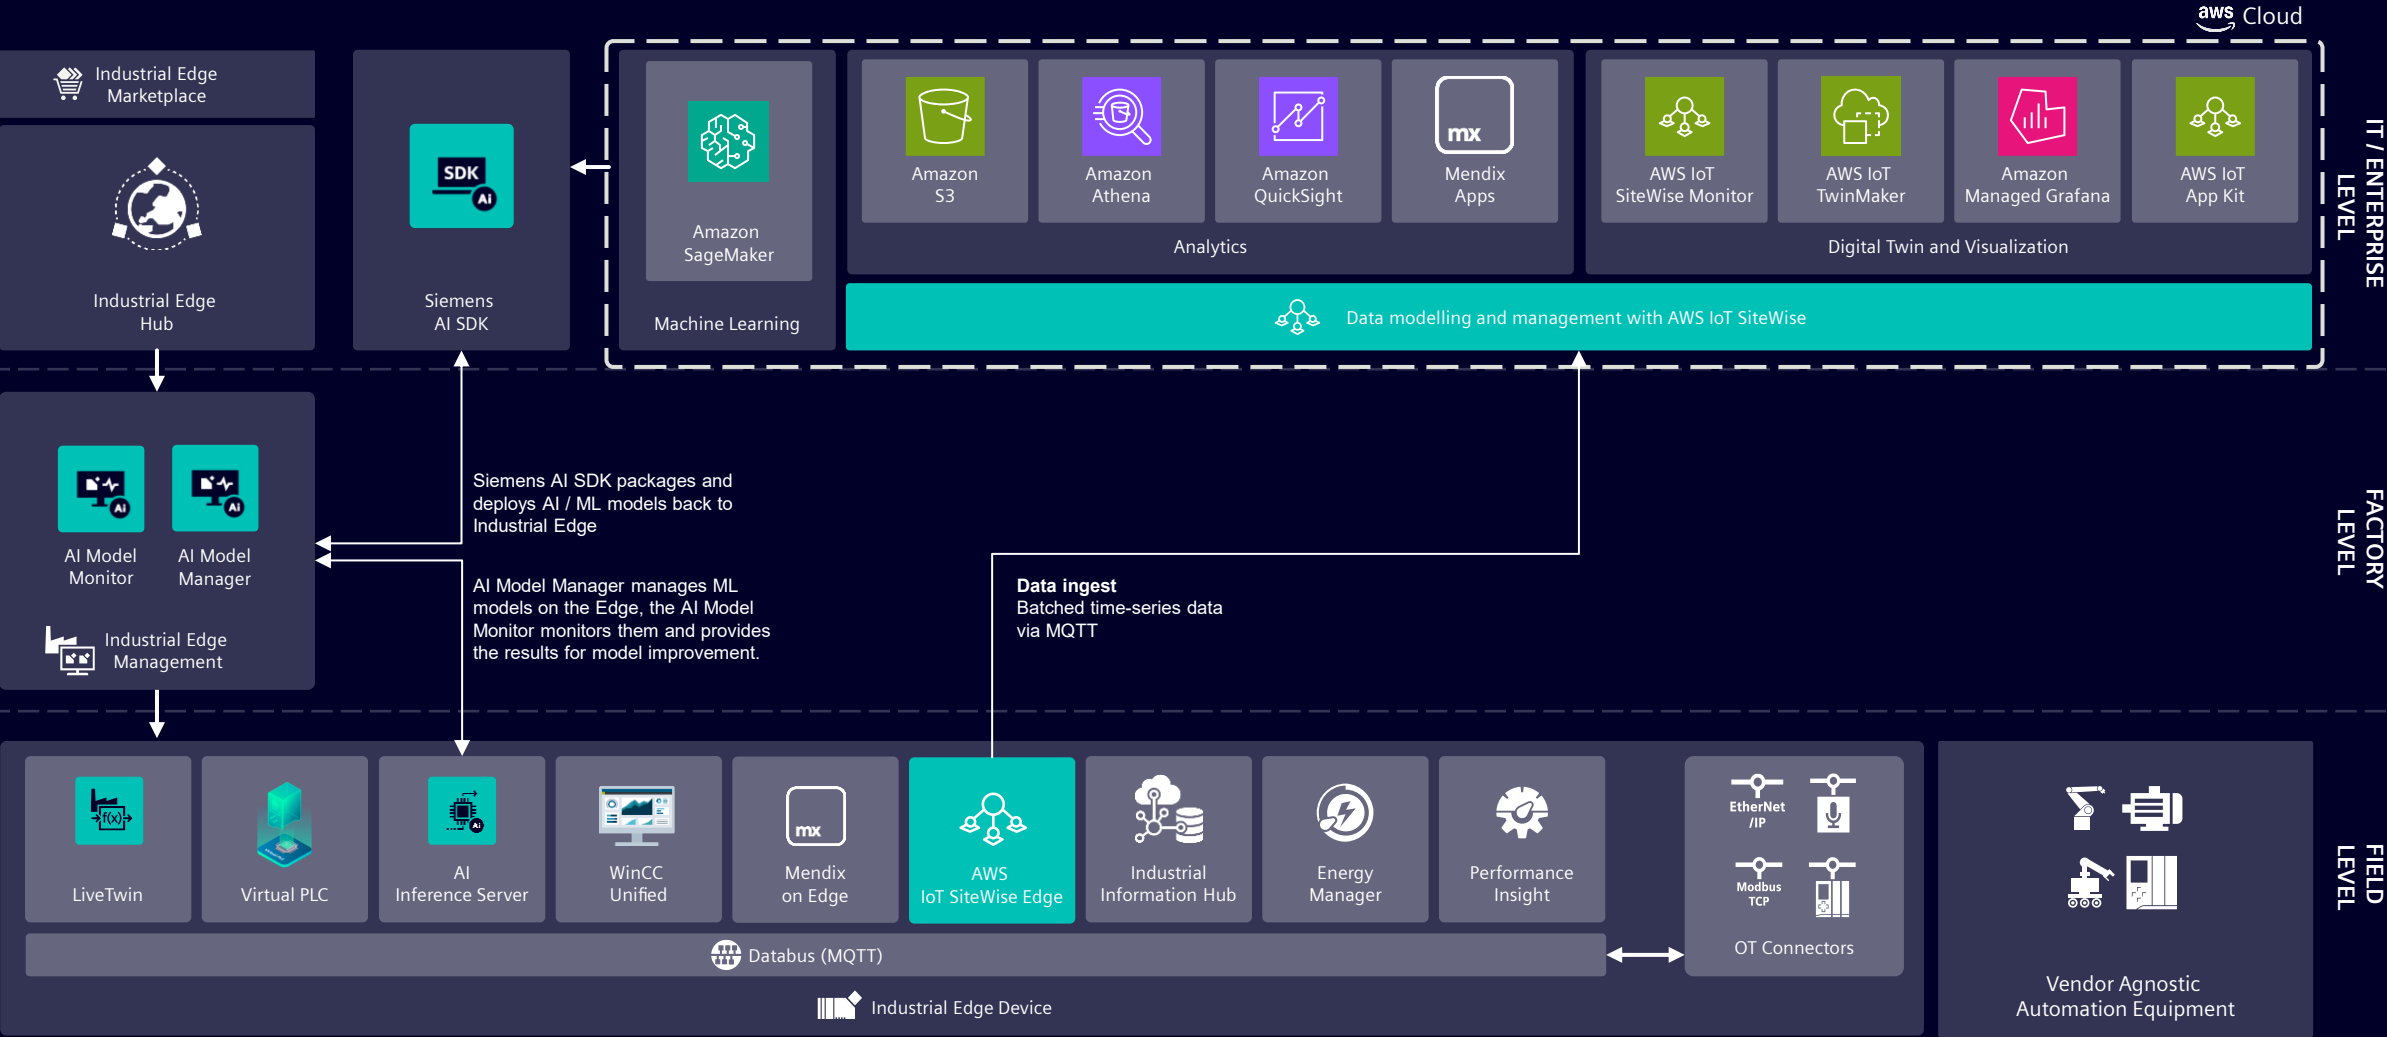 aws Cloud
Industrial Edge
Marketplace
Industrial Edge
Hub
SDK
Ai
Siemens
AI SDK
Amazon
SageMaker
Machine Learning
Amazon
S3
Amazon
Athena
Amazon
QuickSight
mx
Mendix
Apps
Analytics
AWS IoT
SiteWise Monitor
AWS IoT
TwinMaker
Amazon
Managed Grafana
AWS IoT
App Kit
Digital Twin and Visualization
Data modelling and management with AWS IoT SiteWise
IT / ENTERPRISE
LEVEL
Ai
AI Model
Monitor
Ai
AI Model
Manager
Industrial Edge
Management
Siemens AI SDK packages and
deploys AI / ML models back to
Industrial Edge
AI Model Manager manages ML
models on the Edge, the AI Model
Monitor monitors them and provides
the results for model improvement.
Data ingest
Batched time-series data
via MQTT
FACTORY
LEVEL
f(x)
LiveTwin
Virtual PLC
Ai
AI
Inference Server
WinCC
Unified
mx
Mendix
on Edge
AWS
IoT SiteWise Edge
Industrial
Information Hub
Energy
Manager
Performance
Insight
EtherNet
/IP
Modbus
TCP
OT Connectors
Databus (MQTT)
Industrial Edge Device
Vendor Agnostic
Automation Equipment
FIELD
LEVEL